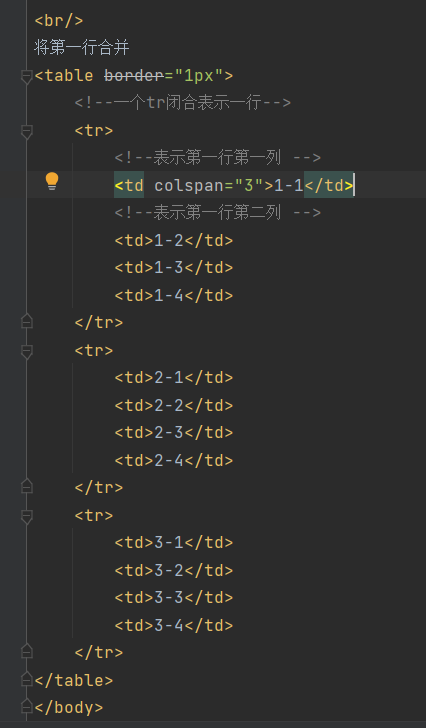 <br/>
将第一行合并
<table border="1px">
<!--一个tr闭合表示一行-->
<tr>
<!--表示第一行第一列 -->
<td colspan="3">1-1</td>
<!--表示第一行第二列 -->
<td>1-2</td>
<td>1-3</td>
<td>1-4</td>
</tr>
<tr>
<td>2-1</td>
<td>2-2</td>
<td>2-3</td>
<td>2-4</td>
</tr>
<tr>
<td>3-1</td>
<td>3-2</td>
<td>3-3</td>
<td>3-4</td>
</tr>
</table>
</body>